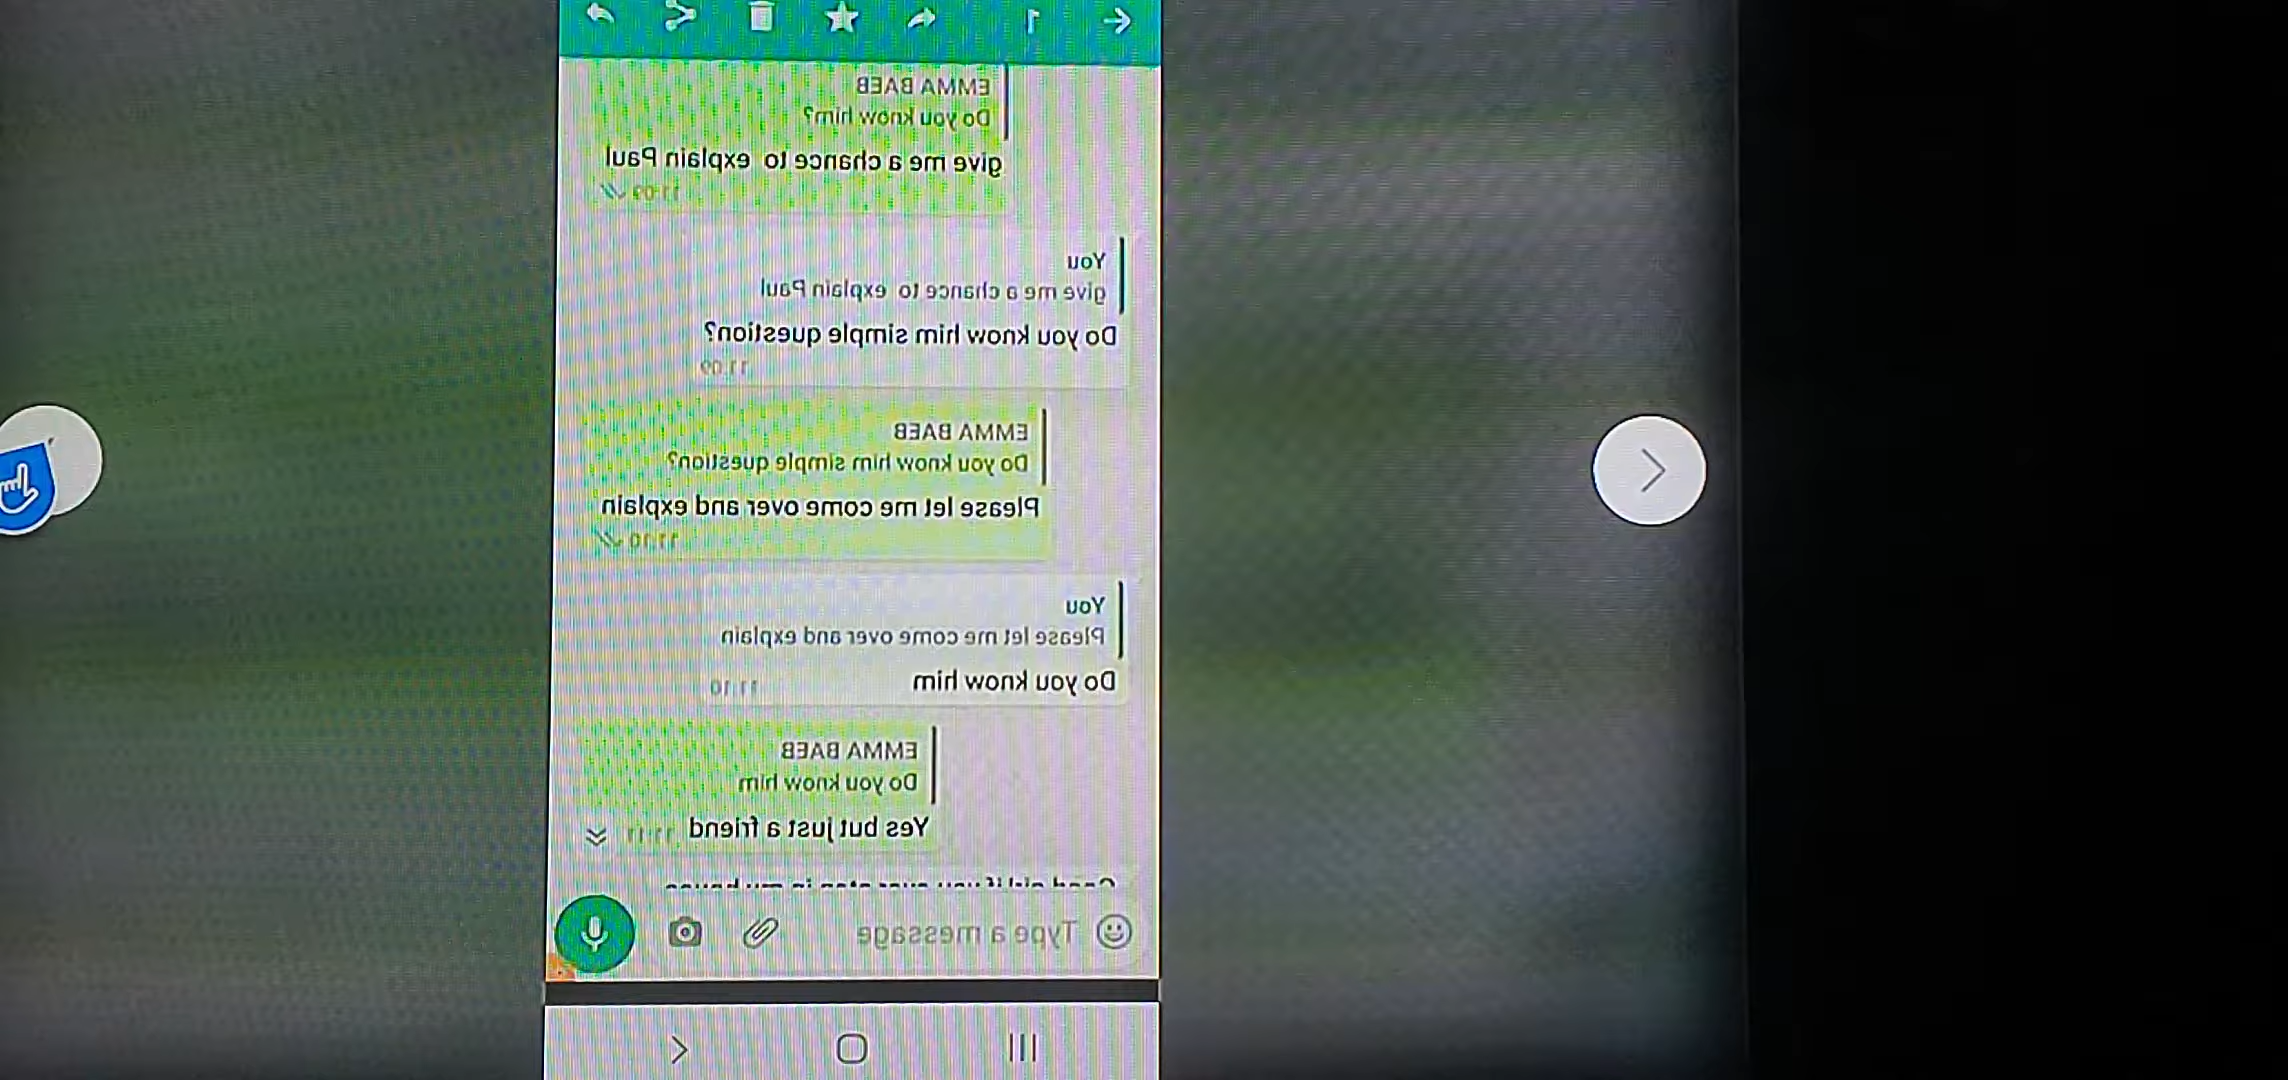 1
EMMA BAEB
Do you know him?
give me a chance to explain Paul
11:09
You
give me a chance to explain Paul
Do you know him simple question?
11:09
EMMA BAEB
Do you know him simple question?
Please let me come over and explain
11:10
You
Please let me come over and explain
Do you know him
11:10
EMMA BAEB
Do you know him
Yes but just a friend
11:11
Type a message